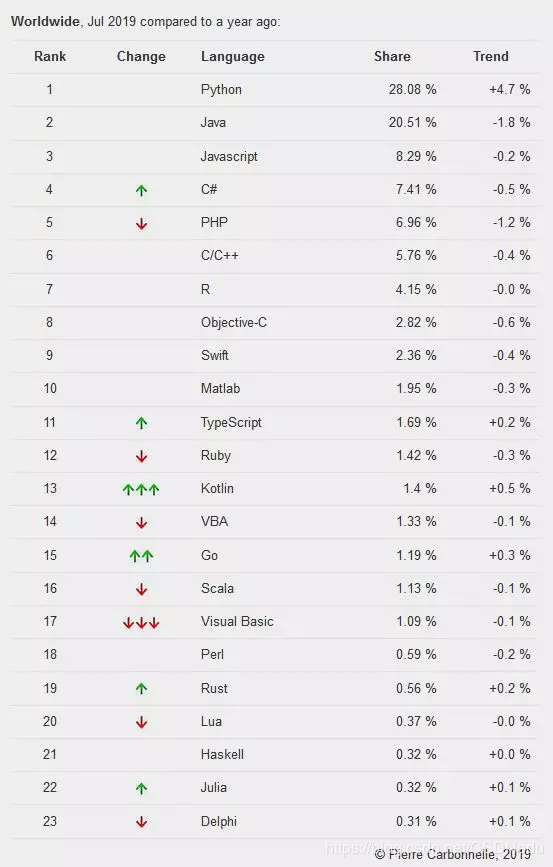 Worldwide, Jul 2019 compared to a year ago:
Rank Change Language Share Trend
1 Python 28.08 % +4.7 %
2 Java 20.51 % -1.8 %
3 Javascript 8.29 % -0.2 %
4 ↑ C# 7.41 % -0.5 %
5 ↓ PHP 6.96 % -1.2 %
6 C/C++ 5.76 % -0.4 %
7 R 4.15 % -0.0 %
8 Objective-C 2.82 % -0.6 %
9 Swift 2.36 % -0.4 %
10 Matlab 1.95 % -0.3 %
11 ↑ TypeScript 1.69 % +0.2 %
12 ↓ Ruby 1.42 % -0.3 %
13 ↑↑↑ Kotlin 1.4 % +0.5 %
14 ↓ VBA 1.33 % -0.1 %
15 ↑↑ Go 1.19 % +0.3 %
16 ↓ Scala 1.13 % -0.1 %
17 ↓↓↓ Visual Basic 1.09 % -0.1 %
18 Perl 0.59 % -0.2 %
19 ↑ Rust 0.56 % +0.2 %
20 ↓ Lua 0.37 % -0.0 %
21 Haskell 0.32 % +0.0 %
22 ↑ Julia 0.32 % +0.1 %
23 ↓ Delphi 0.31 % +0.1 %
© Pierre Carbonnelle, 2019